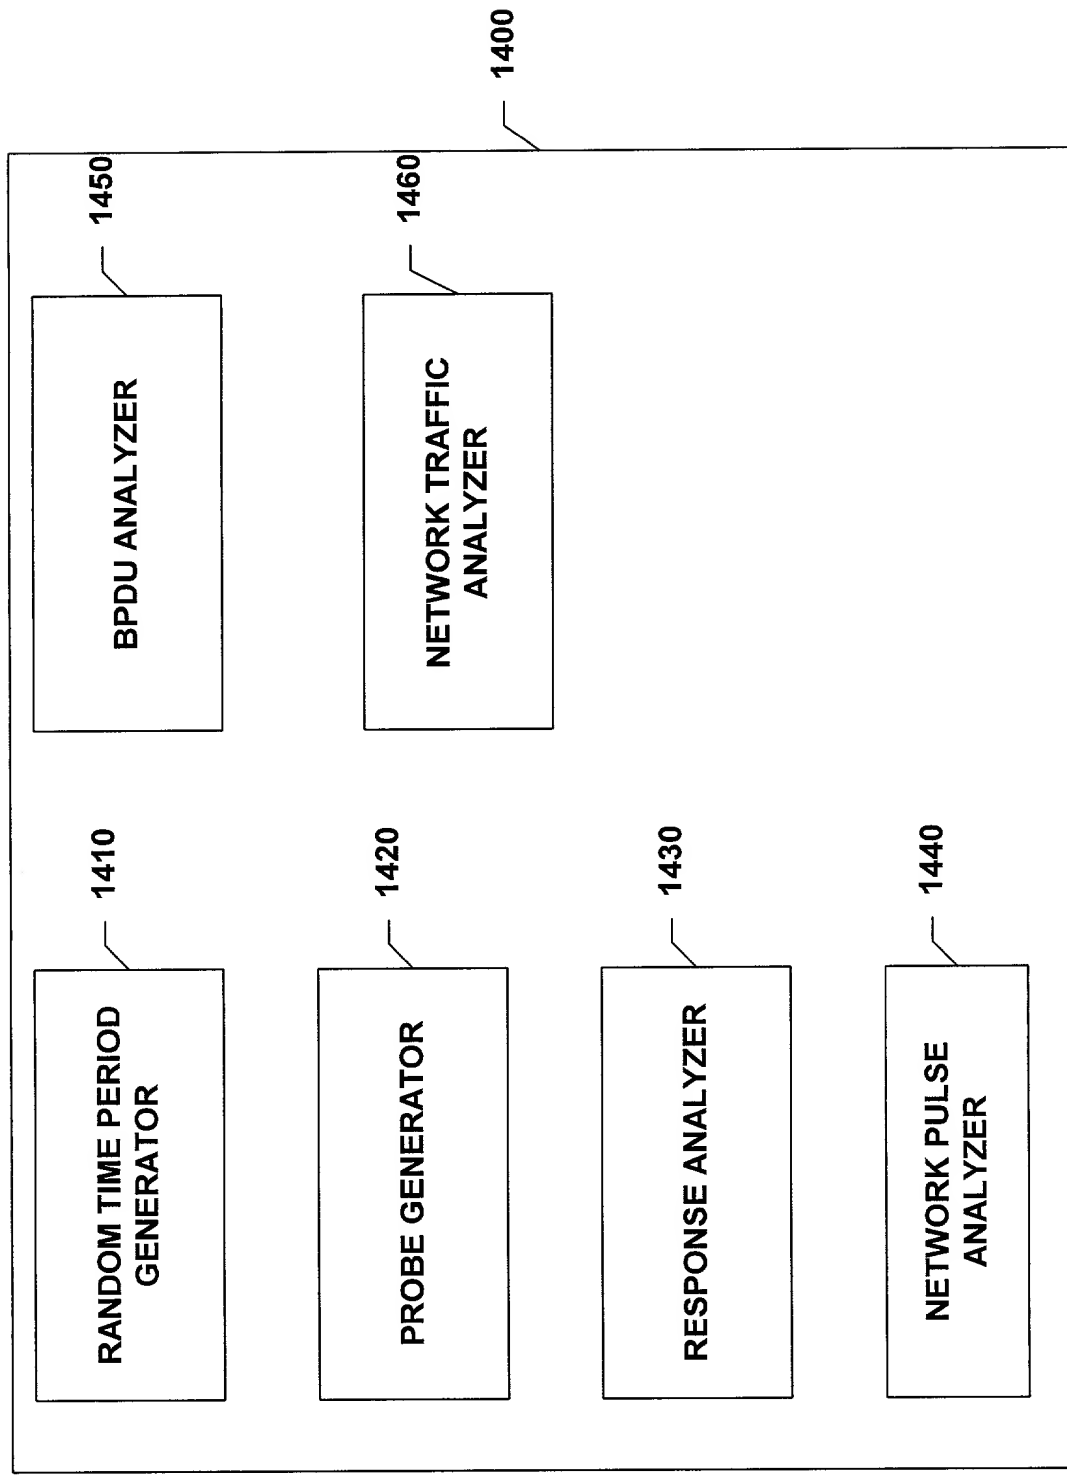 1400
1410
RANDOM TIME PERIOD
GENERATOR
1420
PROBE GENERATOR
1430
RESPONSE ANALYZER
1440
NETWORK PULSE
ANALYZER
1450
BPDU ANALYZER
1460
NETWORK TRAFFIC
ANALYZER